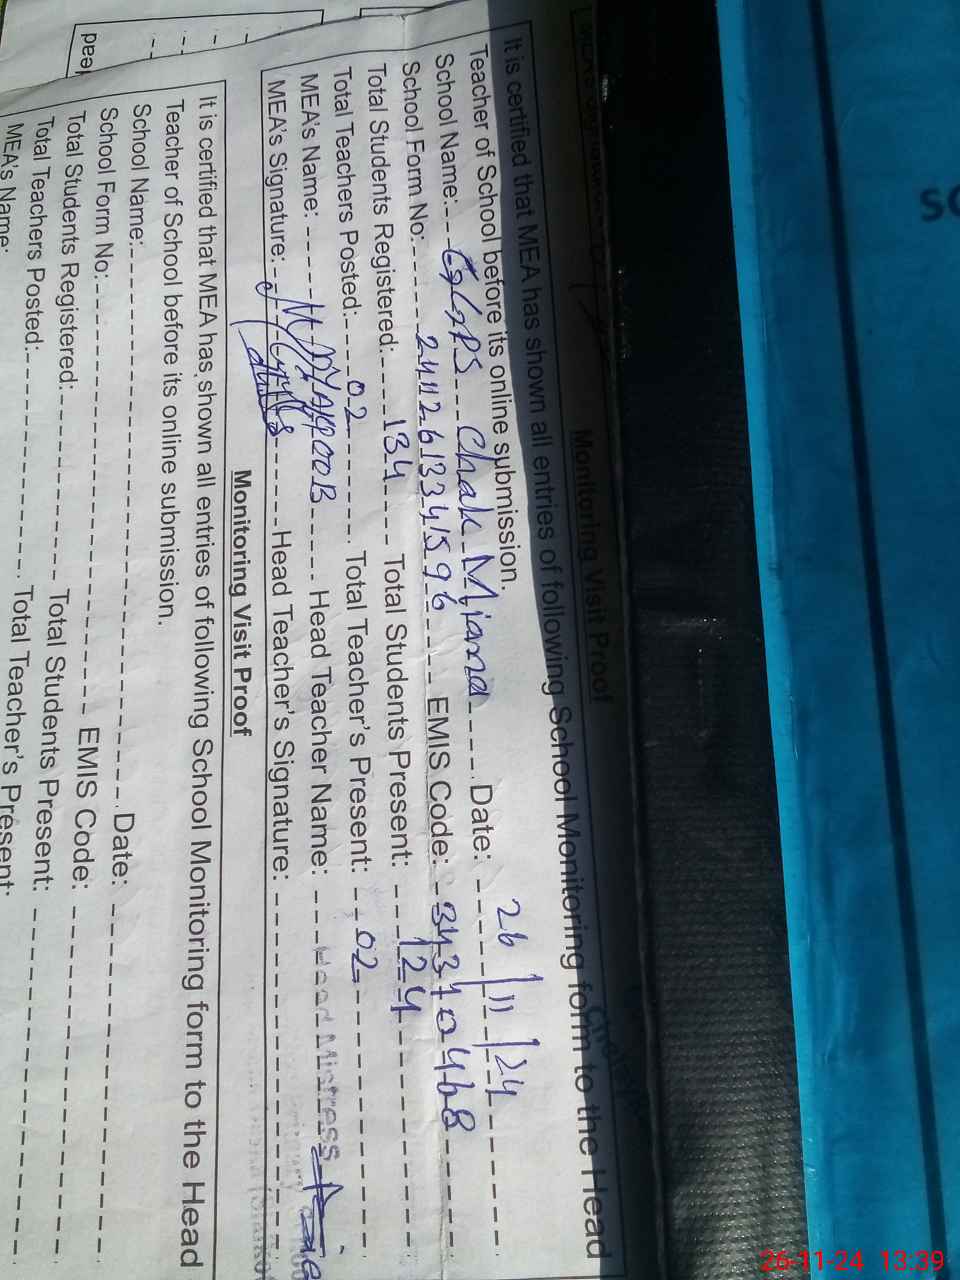 Monitoring Visit Proof
It is certified that MEA has shown all entries of following School Monitoring form to the Head
Teacher of School before its online submission.
School Name: GGPS Chak Miana Date: 26/11/24
School Form No: 24112613341596 EMIS Code: 34310468
Total Students Registered: 134 Total Students Present: 124
Total Teachers Posted: 02 Total Teacher's Present: 02
MEA's Name: M YAQOOB Head Teacher Name: Head Mistress
MEA's Signature: Head Teacher's Signature:
Monitoring Visit Proof
It is certified that MEA has shown all entries of following School Monitoring form to the Head
Teacher of School before its online submission.
School Name: Date:
School Form No: EMIS Code:
Total Students Registered: Total Students Present:
Total Teachers Posted: Total Teacher's Present:
MEA's Name:
26-11-24 13:39